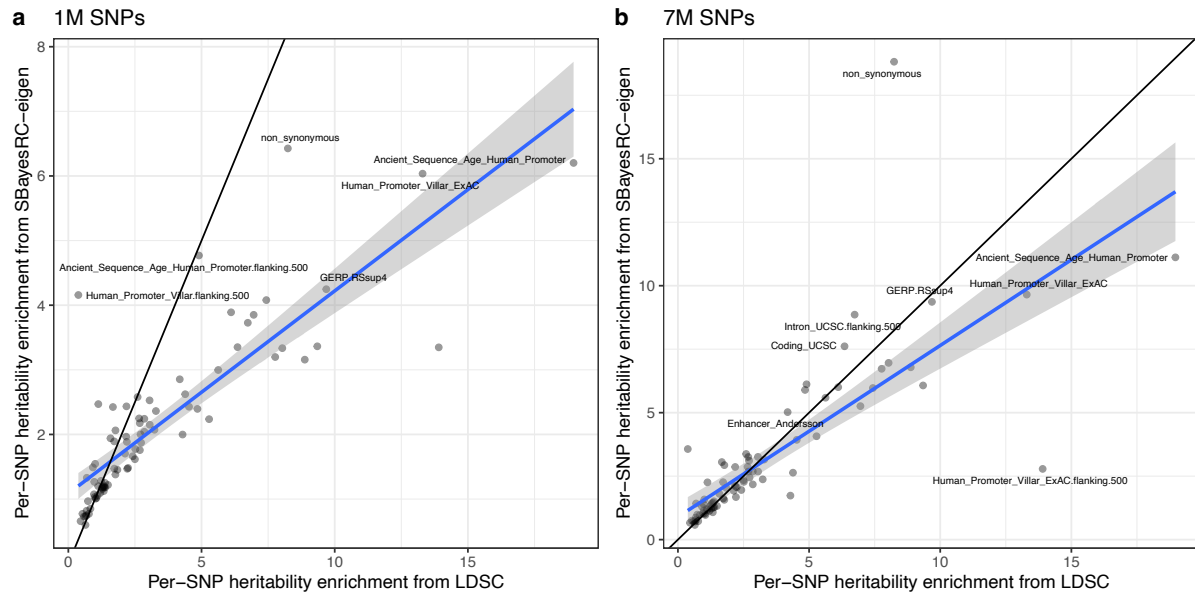 a 1M SNPs
Per−SNP heritability enrichment from SBayesRC−eigen
8
6
4
2
non_synonymous
Ancient_Sequence_Age_Human_Promoter
Human_Promoter_Villar_ExAC
Ancient_Sequence_Age_Human_Promoter.flanking.500
GERP.RSsup4
Human_Promoter_Villar.flanking.500
0 5 10 15
Per−SNP heritability enrichment from LDSC
b 7M SNPs
Per−SNP heritability enrichment from SBayesRC−eigen
15
10
5
0
non_synonymous
Ancient_Sequence_Age_Human_Promoter
Human_Promoter_Villar_ExAC
GERP.RSsup4
Intron_UCSC.flanking.500
Coding_UCSC
Enhancer_Andersson
Human_Promoter_Villar_ExAC.flanking.500
0 5 10 15
Per−SNP heritability enrichment from LDSC